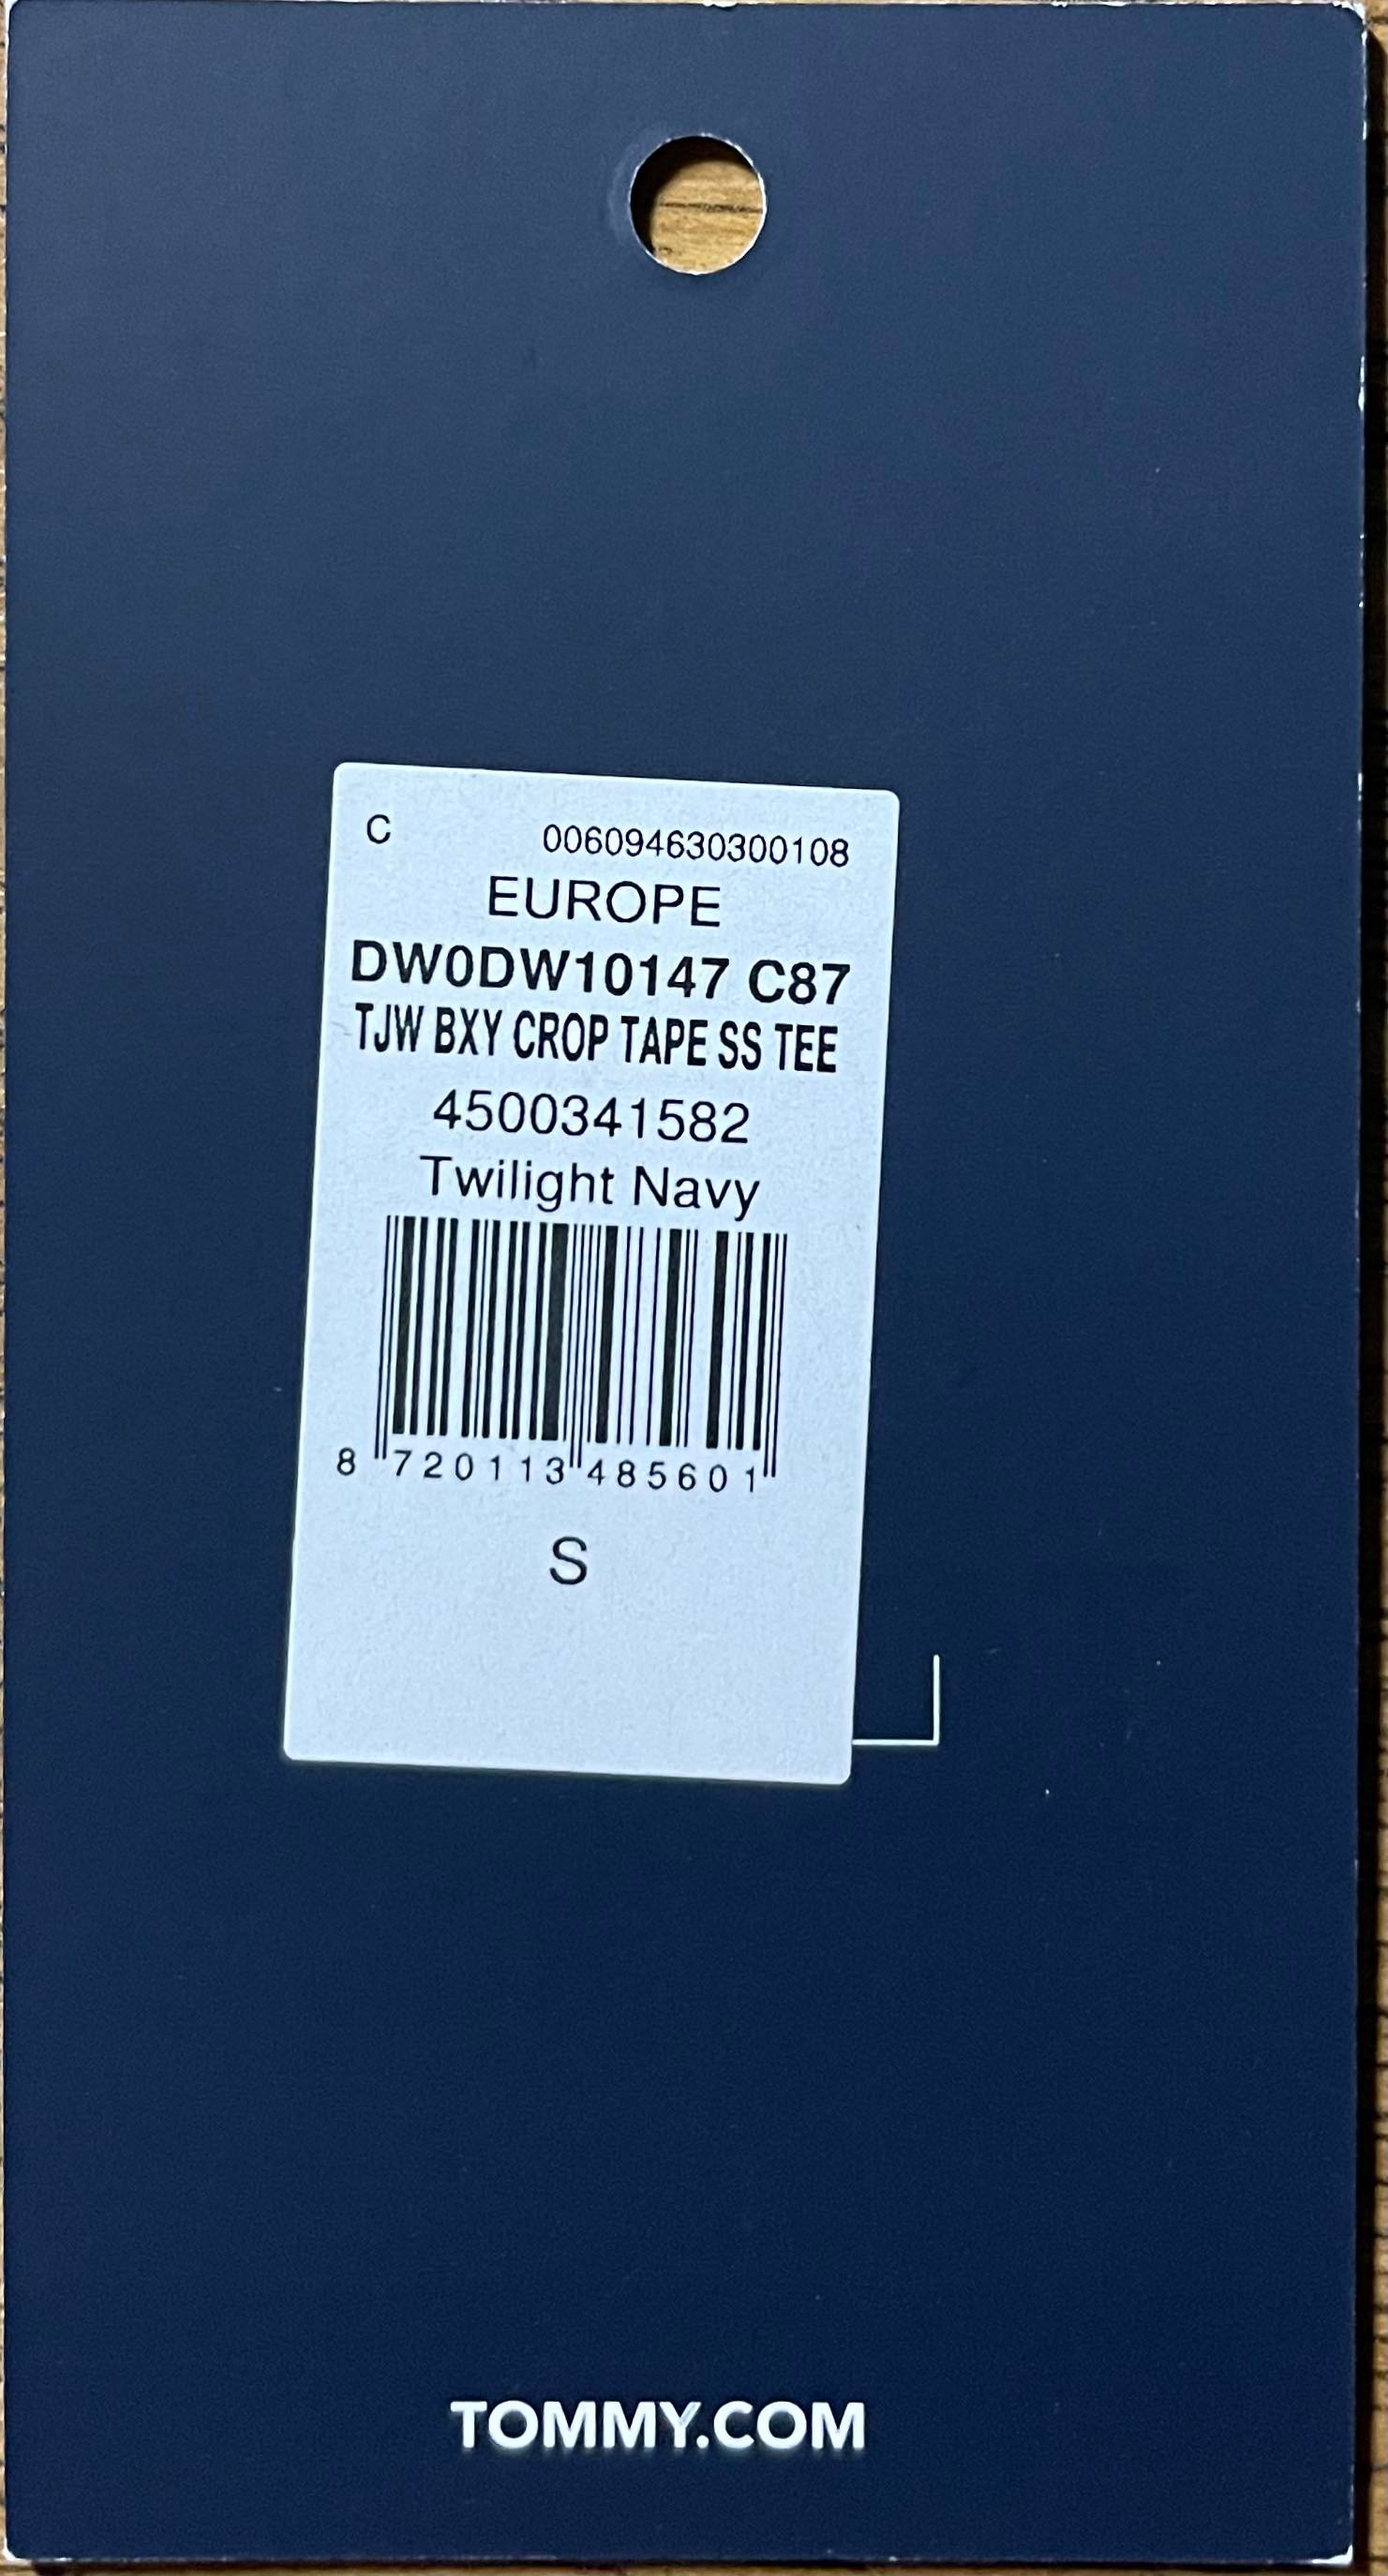 C 006094630300108
EUROPE
DW0DW10147 C87
TJW BXY CROP TAPE SS TEE
4500341582
Twilight Navy
8 720113 485601
S
TOMMY.COM